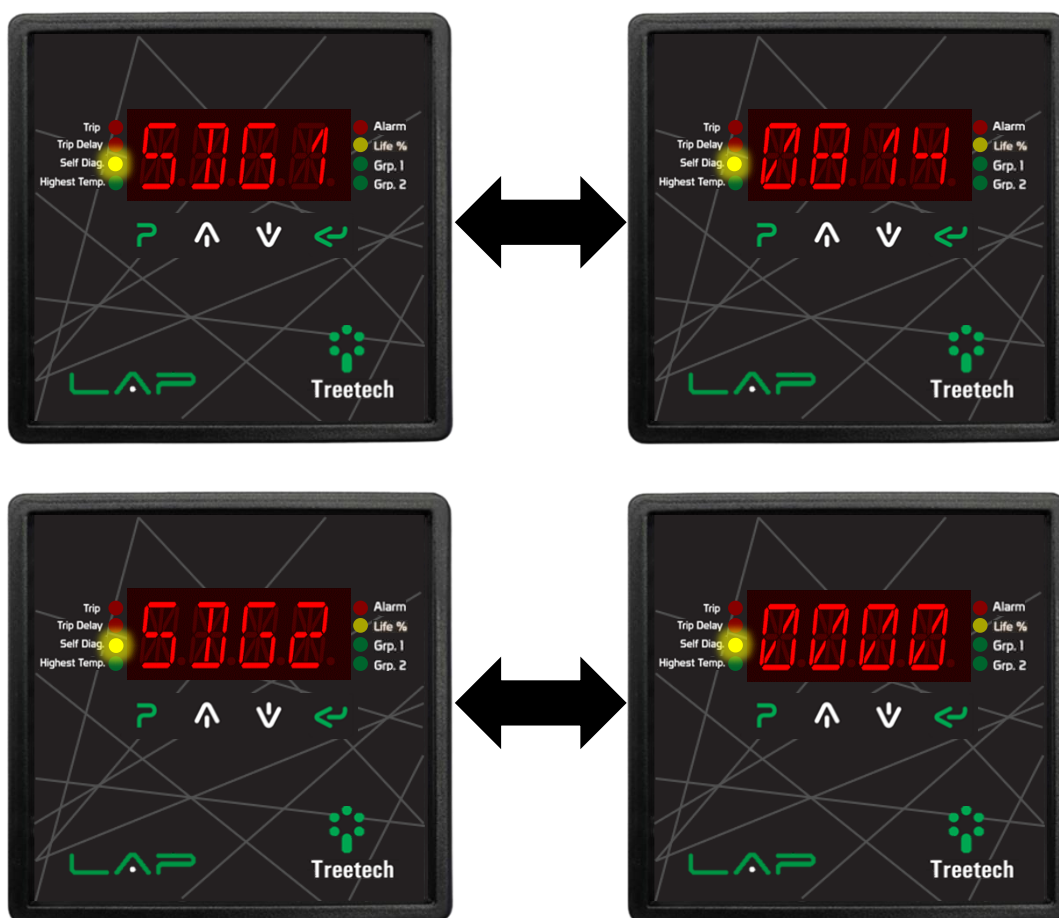 Trip
Trip Delay
Self Diag.
Highest Temp.
SDG1
Alarm
Life %
Grp. 1
Grp. 2
P
LAP
Treetech
Trip
Trip Delay
Self Diag.
Highest Temp.
0814
Alarm
Life %
Grp. 1
Grp. 2
P
LAP
Treetech
Trip
Trip Delay
Self Diag.
Highest Temp.
SDG2
Alarm
Life %
Grp. 1
Grp. 2
P
LAP
Treetech
Trip
Trip Delay
Self Diag.
Highest Temp.
0000
Alarm
Life %
Grp. 1
Grp. 2
P
LAP
Treetech